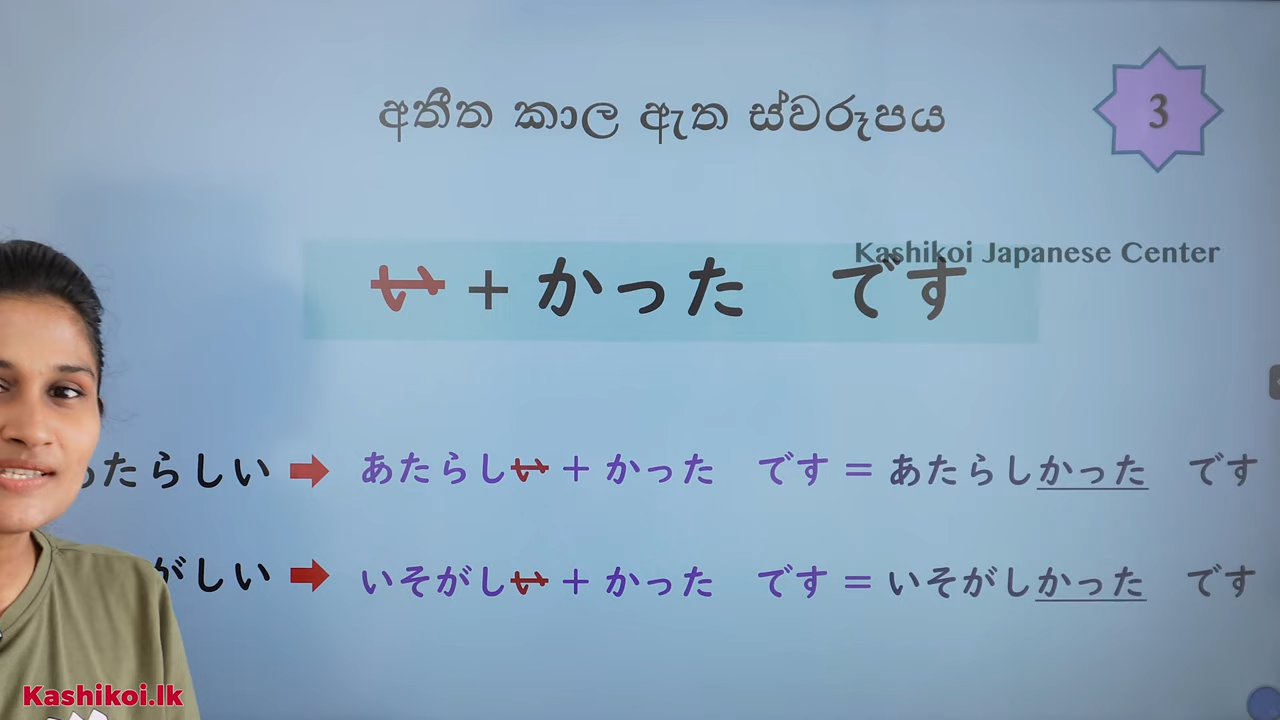 අතීත කාල ඇත ස්වරූපය
3
Kashikoi Japanese Center
い + かった です
たらしい ➡ あたらしい + かった です = あたらしかった です
がしい ➡ いそがしい + かった です = いそがしかった です
Kashikoi.lk